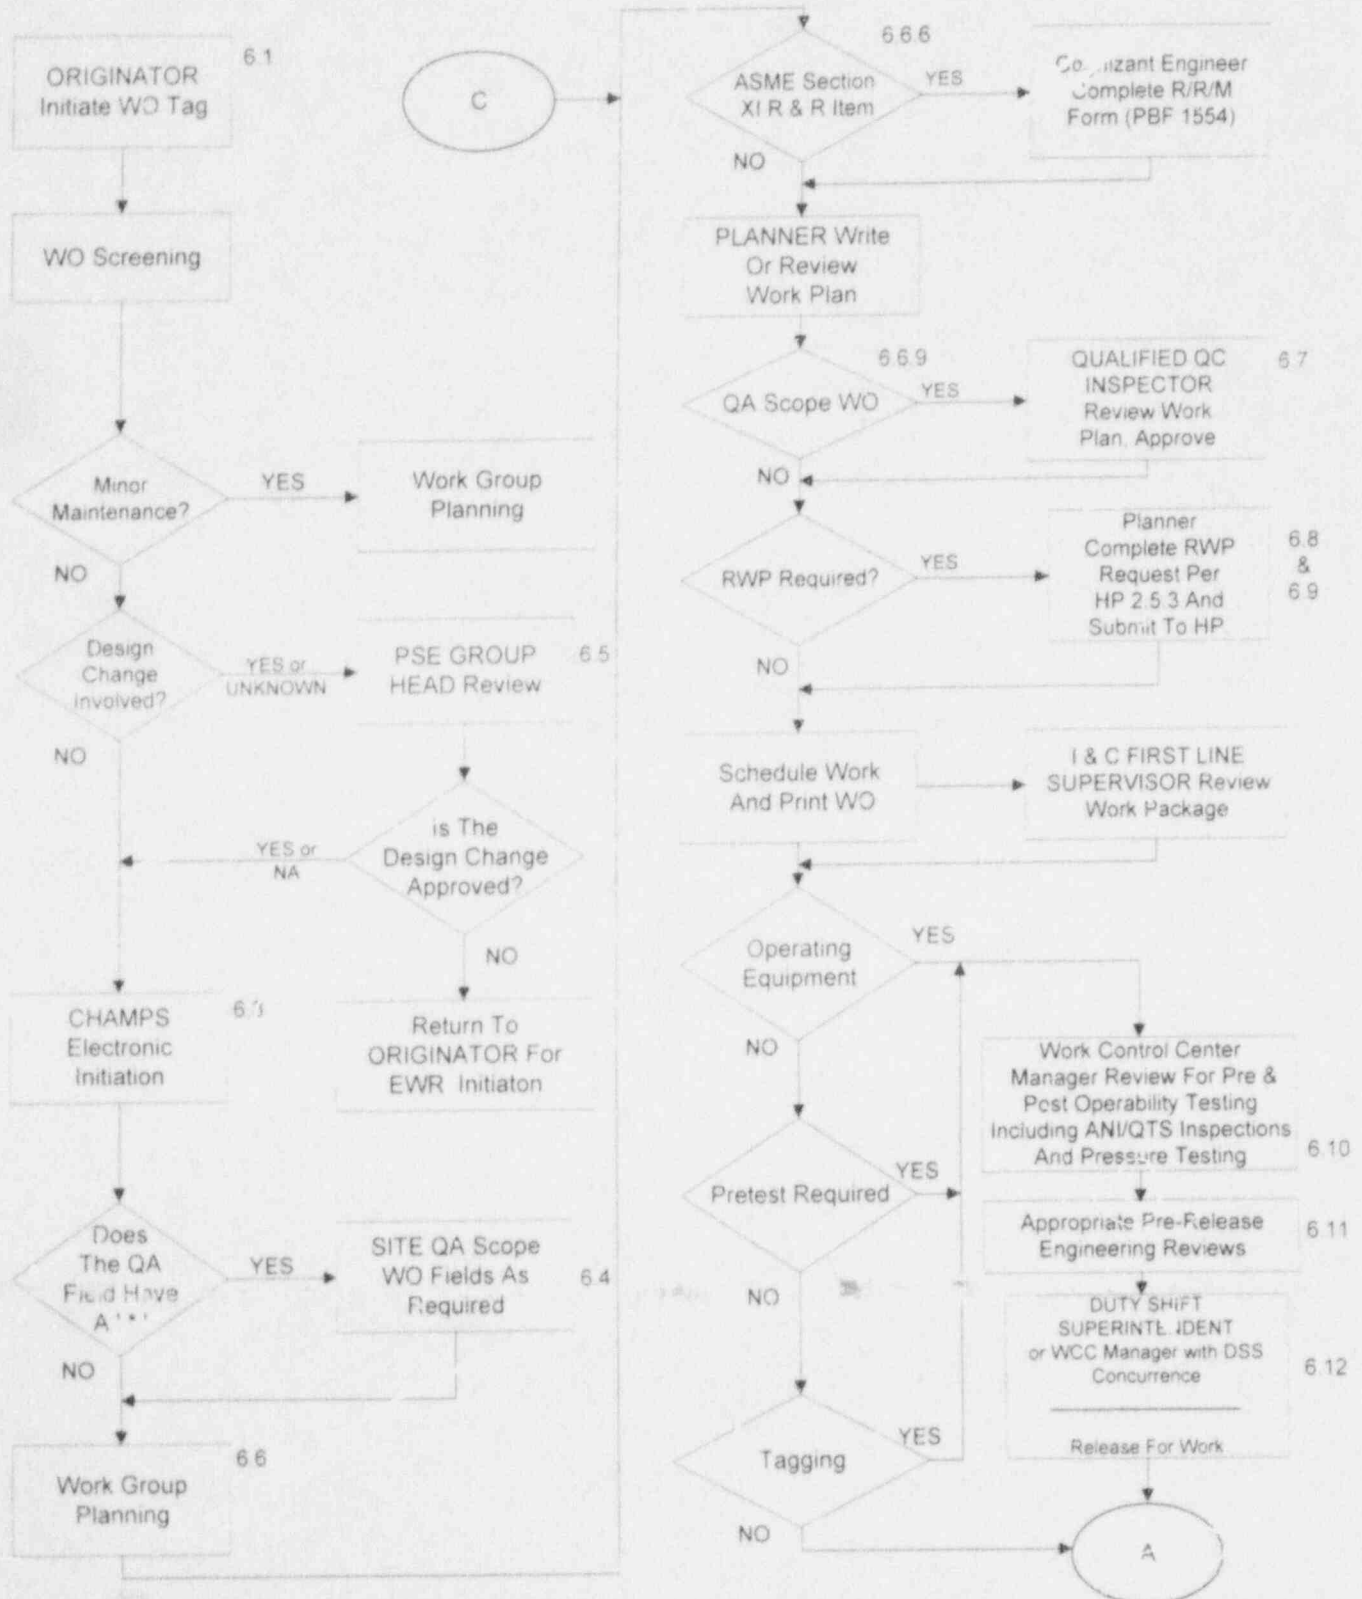 6.1
ORIGINATOR
Initiate WO Tag
WO Screening
Minor
Maintenance?
YES
Work Group
Planning
NO
Design
Change
Involved?
YES or
UNKNOWN
PSE GROUP
HEAD Review
6.5
NO
is The
Design Change
Approved?
YES or
NA
NO
CHAMPS
Electronic
Initiation
Return To
ORIGINATOR For
EWR Initiaton
Does
The QA
Field Have
A '*'
YES
SITE QA Scope
WO Fields As
Required
6.4
NO
6.6
Work Group
Planning
C
6.6.6
ASME Section
XI R & R Item
YES
Engineer
Complete R/R/M
Form (PBF 1554)
NO
PLANNER Write
Or Review
Work Plan
6.6.9
QA Scope WO
YES
QUALIFIED QC
INSPECTOR
Review Work
Plan, Approve
6.7
NO
RWP Required?
YES
Planner
Complete RWP
Request Per
HP 2.5.3 And
Submit To HP
6.8
&
6.9
NO
Schedule Work
And Print WO
I & C FIRST LINE
SUPERVISOR Review
Work Package
Operating
Equipment
YES
NO
Work Control Center
Manager Review For Pre &
Post Operability Testing
Including ANI/QTS Inspections
And Pressure Testing
6.10
Pretest Required
YES
Appropriate Pre-Release
Engineering Reviews
6.11
NO
DUTY SHIFT
or WCC Manager with DSS
Concurrence
6.12
Release For Work
Tagging
YES
NO
A